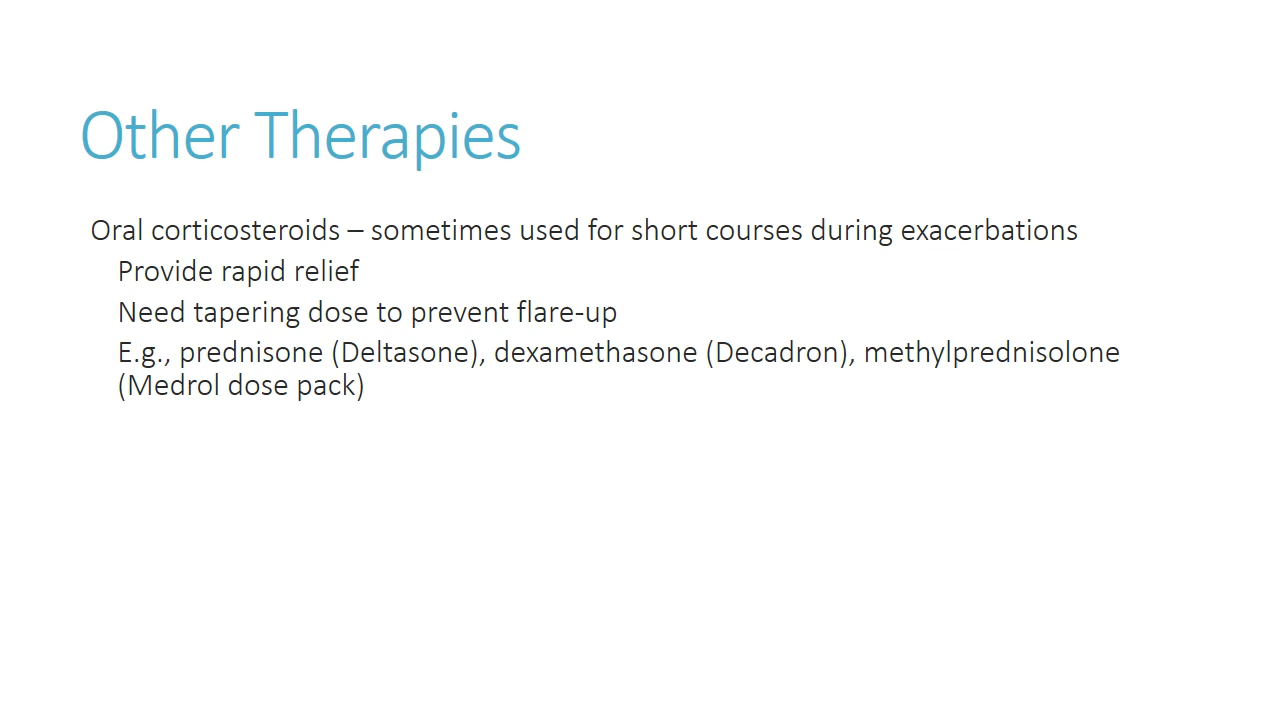 Other Therapies
Oral corticosteroids – sometimes used for short courses during exacerbations
Provide rapid relief
Need tapering dose to prevent flare-up
E.g., prednisone (Deltasone), dexamethasone (Decadron), methylprednisolone
(Medrol dose pack)